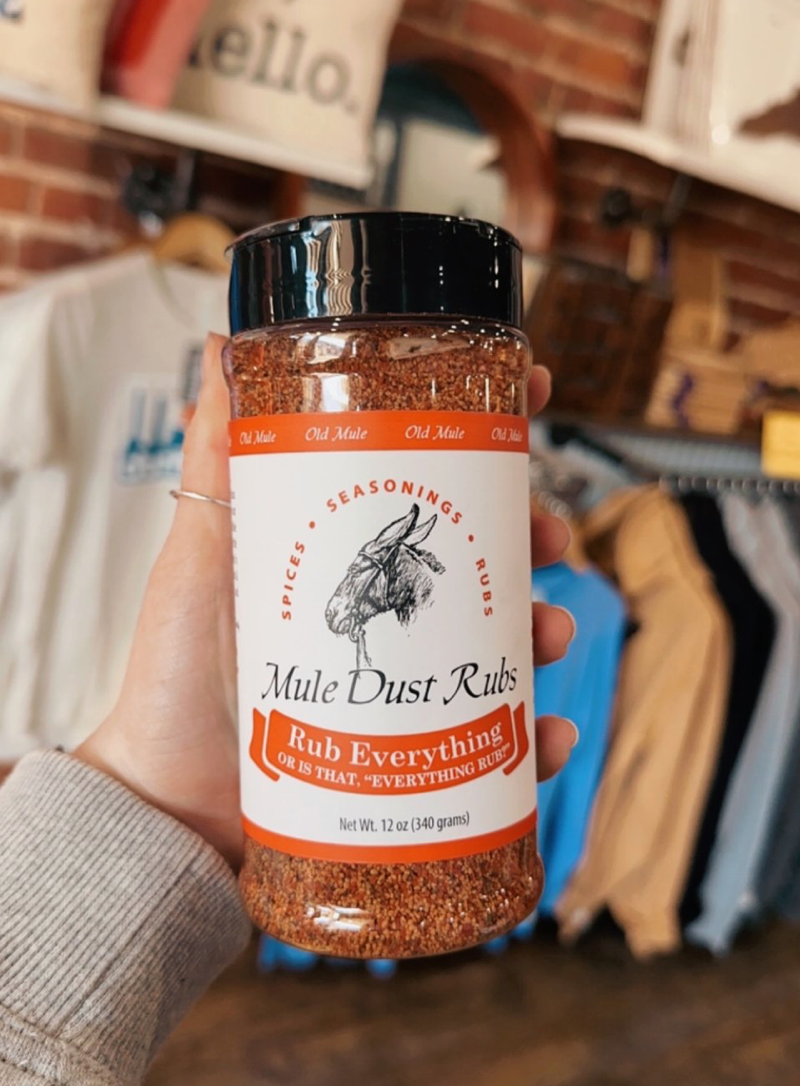 ello.
Old Mule Old Mule Old Mule Old Mule
SPICES • SEASONINGS • RUBS
Mule Dust Rubs
Rub Everything
OR IS THAT, “EVERYTHING RUB?”
Net Wt. 12 oz (340 grams)